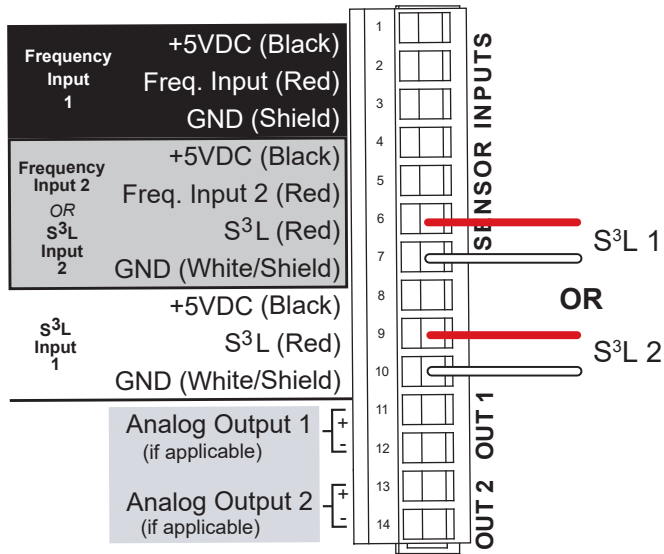 Frequency
Input
1
+5VDC (Black)
Freq. Input (Red)
GND (Shield)
Frequency
Input 2
OR
S³L
Input
2
+5VDC (Black)
Freq. Input 2 (Red)
S³L (Red)
GND (White/Shield)
S³L
Input
1
+5VDC (Black)
S³L (Red)
GND (White/Shield)
Analog Output 1
(if applicable)
+
-
Analog Output 2
(if applicable)
+
-
1
2
3
4
5
6
7
8
9
10
11
12
13
14
SENSOR INPUTS
OUT 1
OUT 2
S³L 1
OR
S³L 2